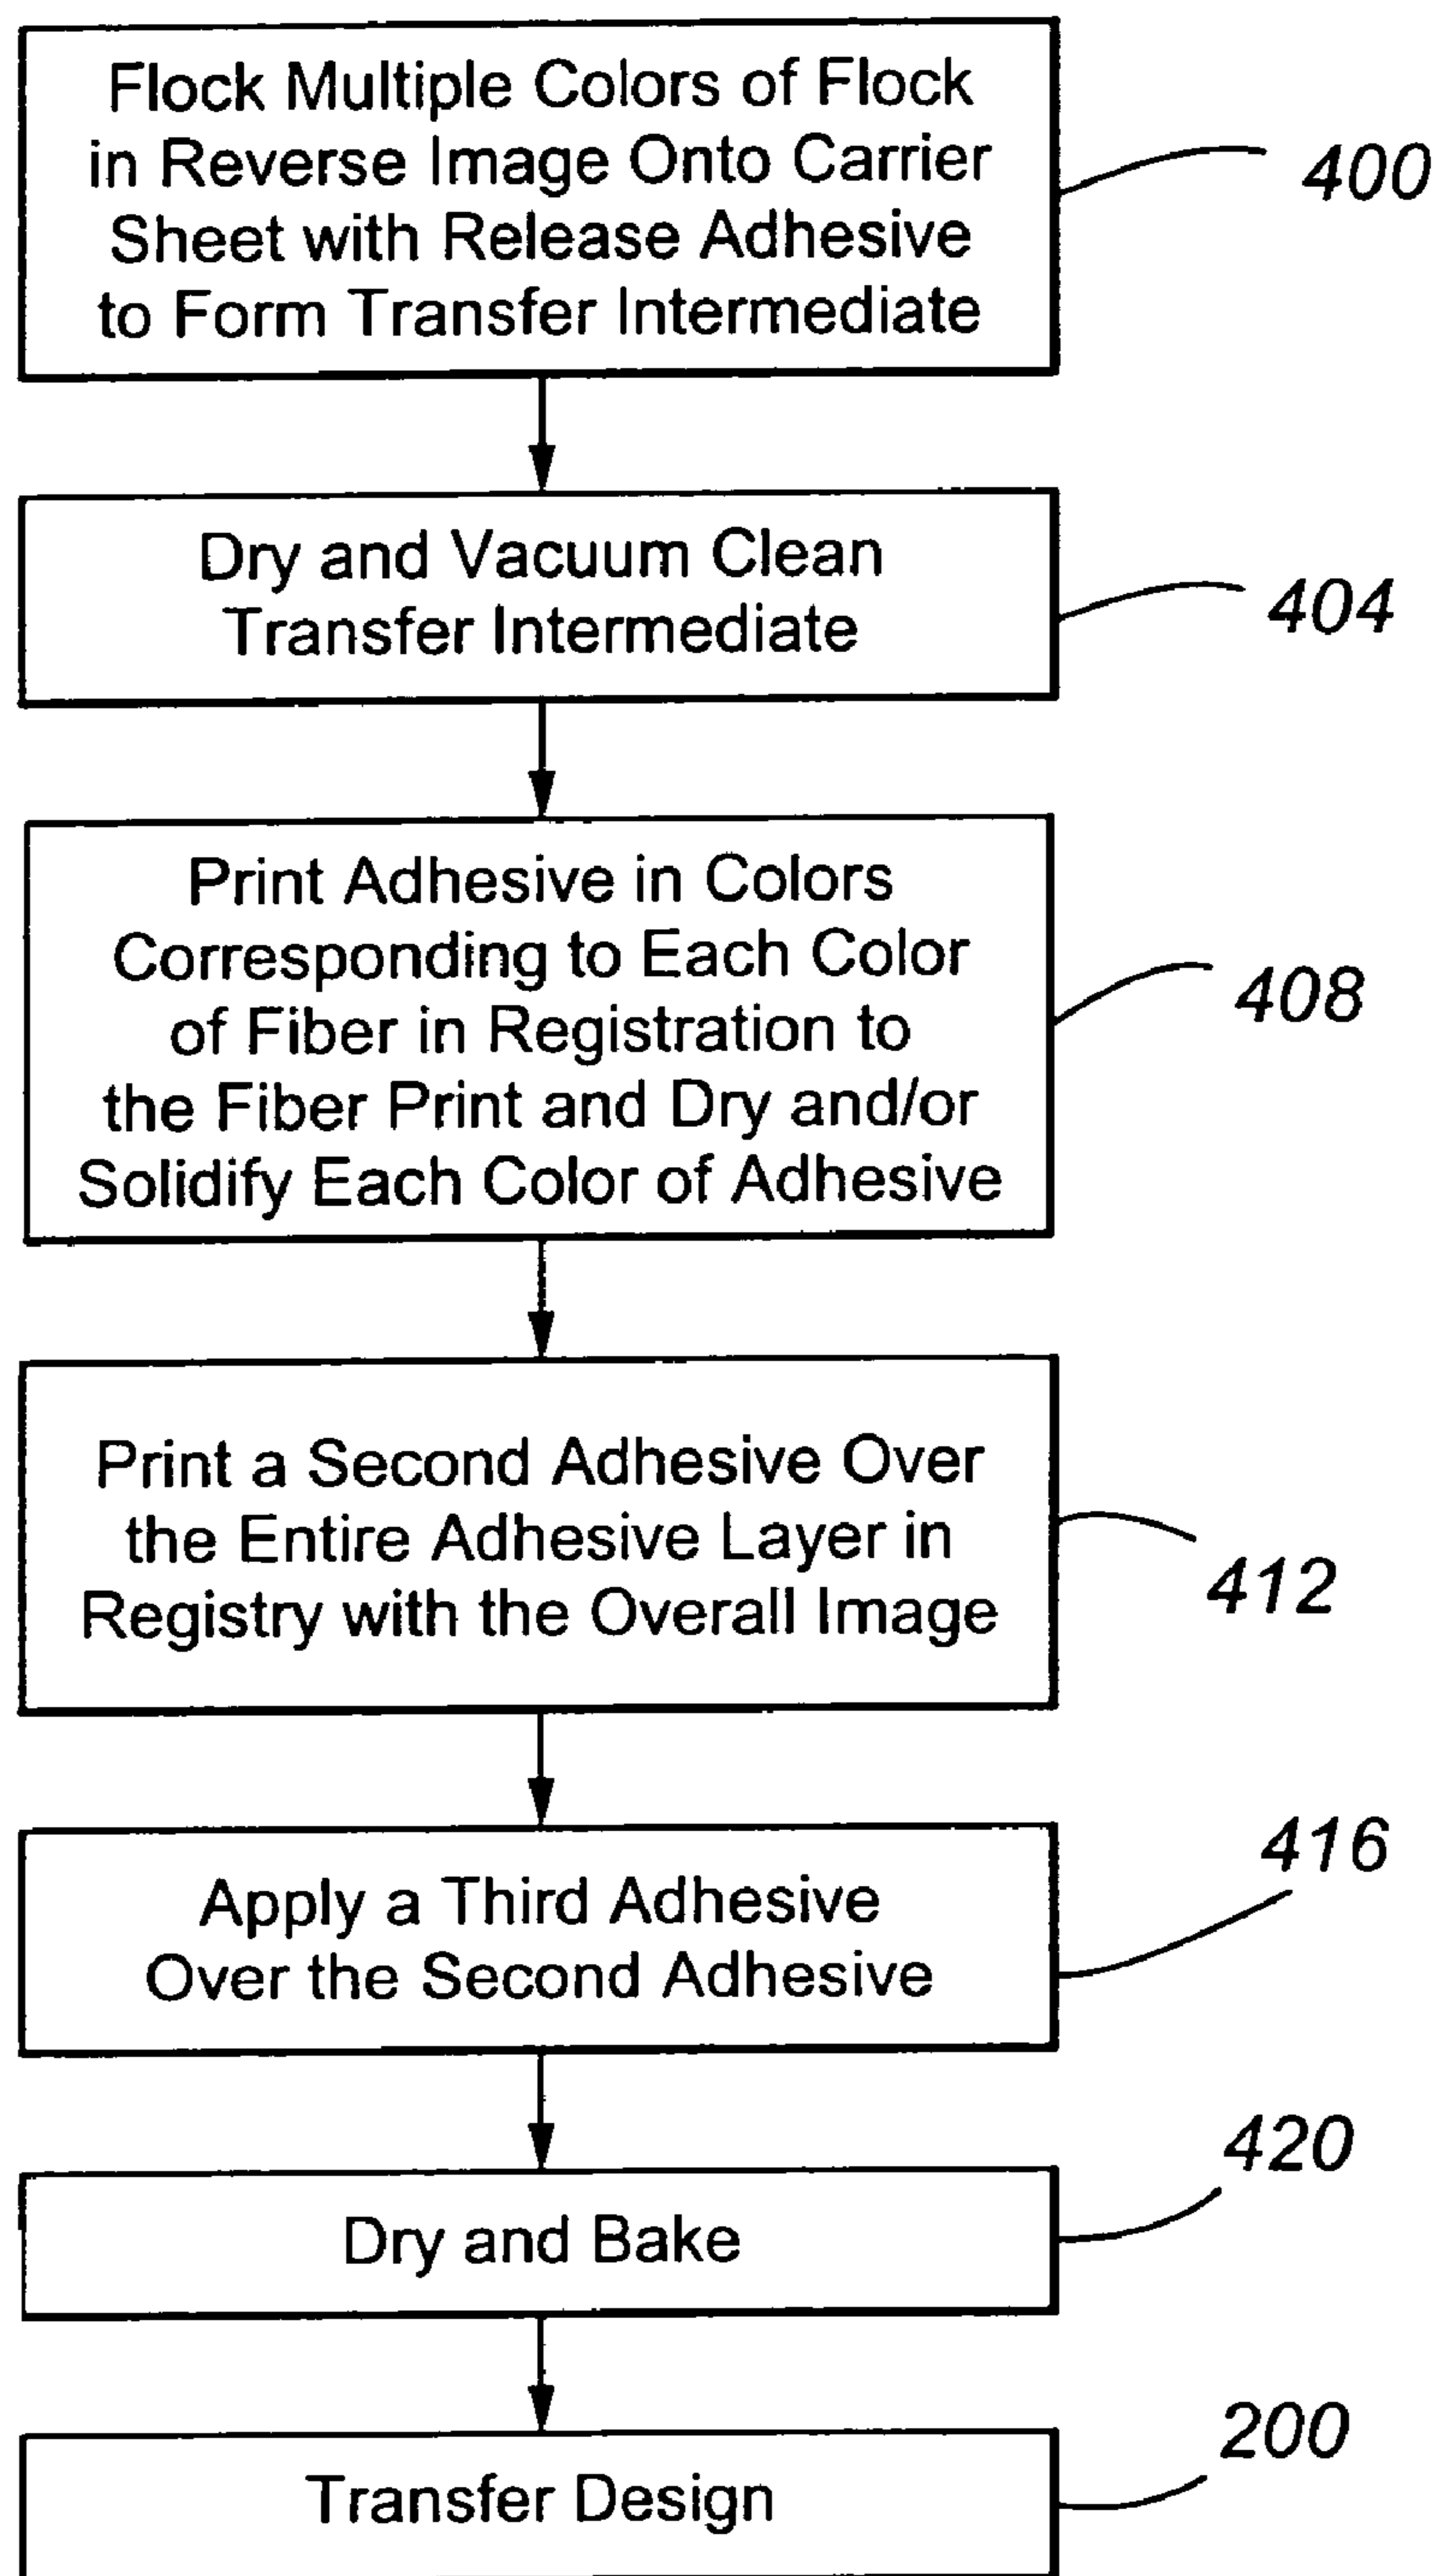 Flock Multiple Colors of Flock
in Reverse Image Onto Carrier
Sheet with Release Adhesive
to Form Transfer Intermediate
400
Dry and Vacuum Clean
Transfer Intermediate
404
Print Adhesive in Colors
Corresponding to Each Color
of Fiber in Registration to
the Fiber Print and Dry and/or
Solidify Each Color of Adhesive
408
Print a Second Adhesive Over
the Entire Adhesive Layer in
Registry with the Overall Image
412
Apply a Third Adhesive
Over the Second Adhesive
416
Dry and Bake
420
Transfer Design
200